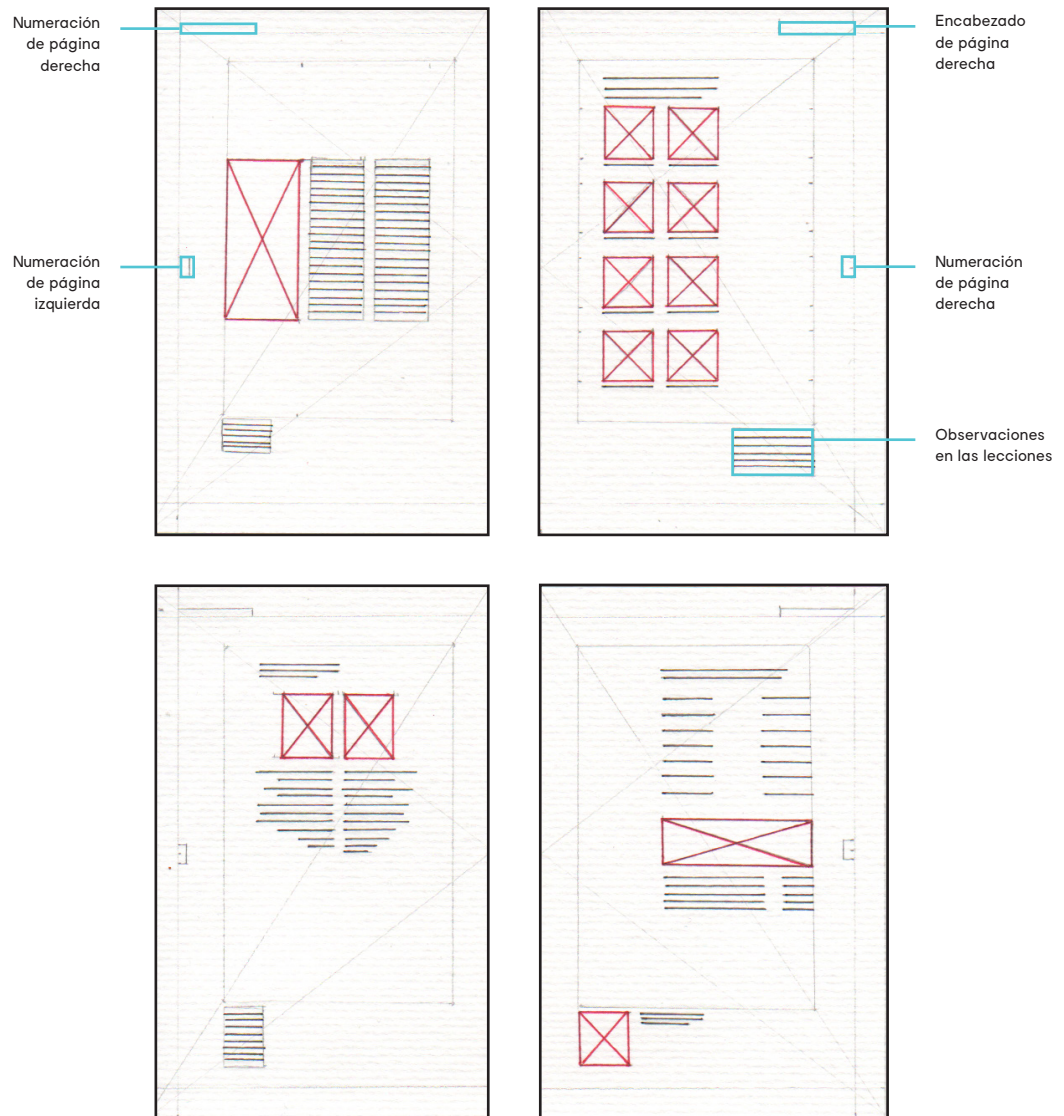 Numeración
de página
derecha
Encabezado
de página
derecha
Numeración
de página
izquierda
Numeración
de página
derecha
Observaciones
en las lecciones